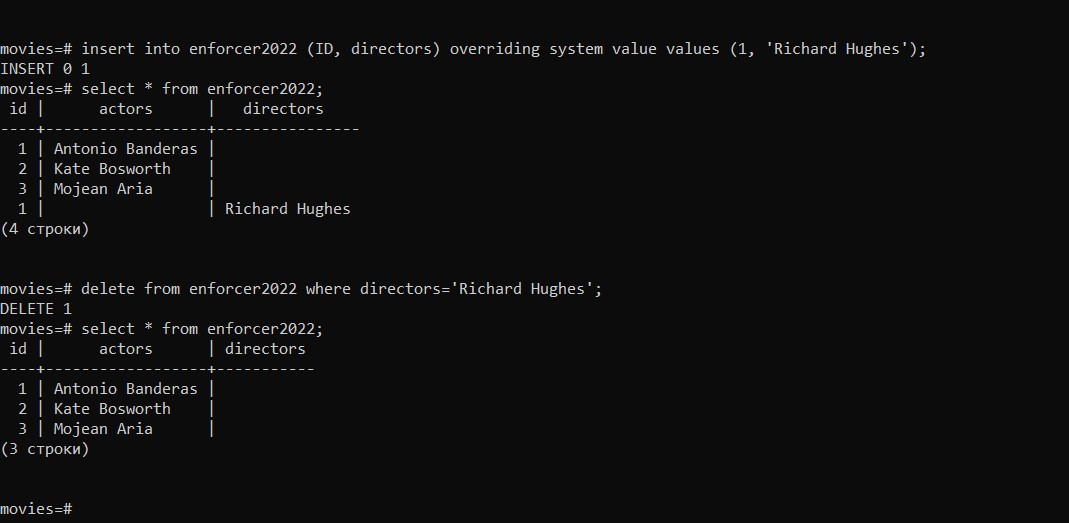 movies=# insert into enforcer2022 (ID, directors) overriding system value values (1, 'Richard Hughes');
INSERT 0 1
movies=# select * from enforcer2022;
 id |      actors      |   directors
----+------------------+----------------
  1 | Antonio Banderas |
  2 | Kate Bosworth    |
  3 | Mojean Aria      |
  1 |                  | Richard Hughes
(4 строки)
movies=# delete from enforcer2022 where directors='Richard Hughes';
DELETE 1
movies=# select * from enforcer2022;
 id |      actors      | directors
----+------------------+-----------
  1 | Antonio Banderas |
  2 | Kate Bosworth    |
  3 | Mojean Aria      |
(3 строки)
movies=#